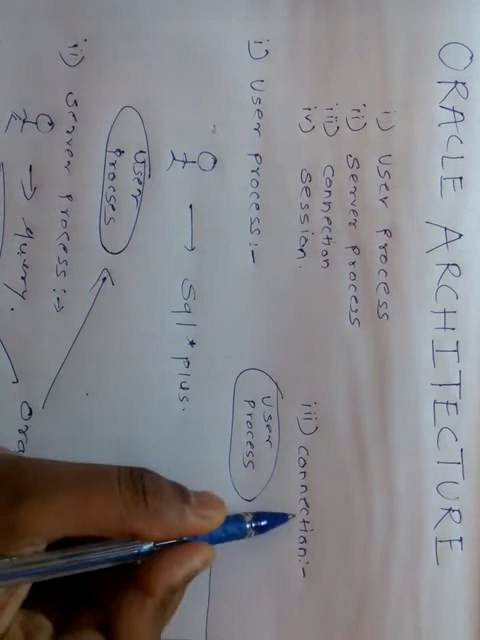 ORACLE ARCHITECTURE
i) User process
ii) Server process
iii) connection
iv) session.
i) User process:-
Sql*plus.
User
process
ii) Server process:->
query.
Ora
iii) connection:-
User
process